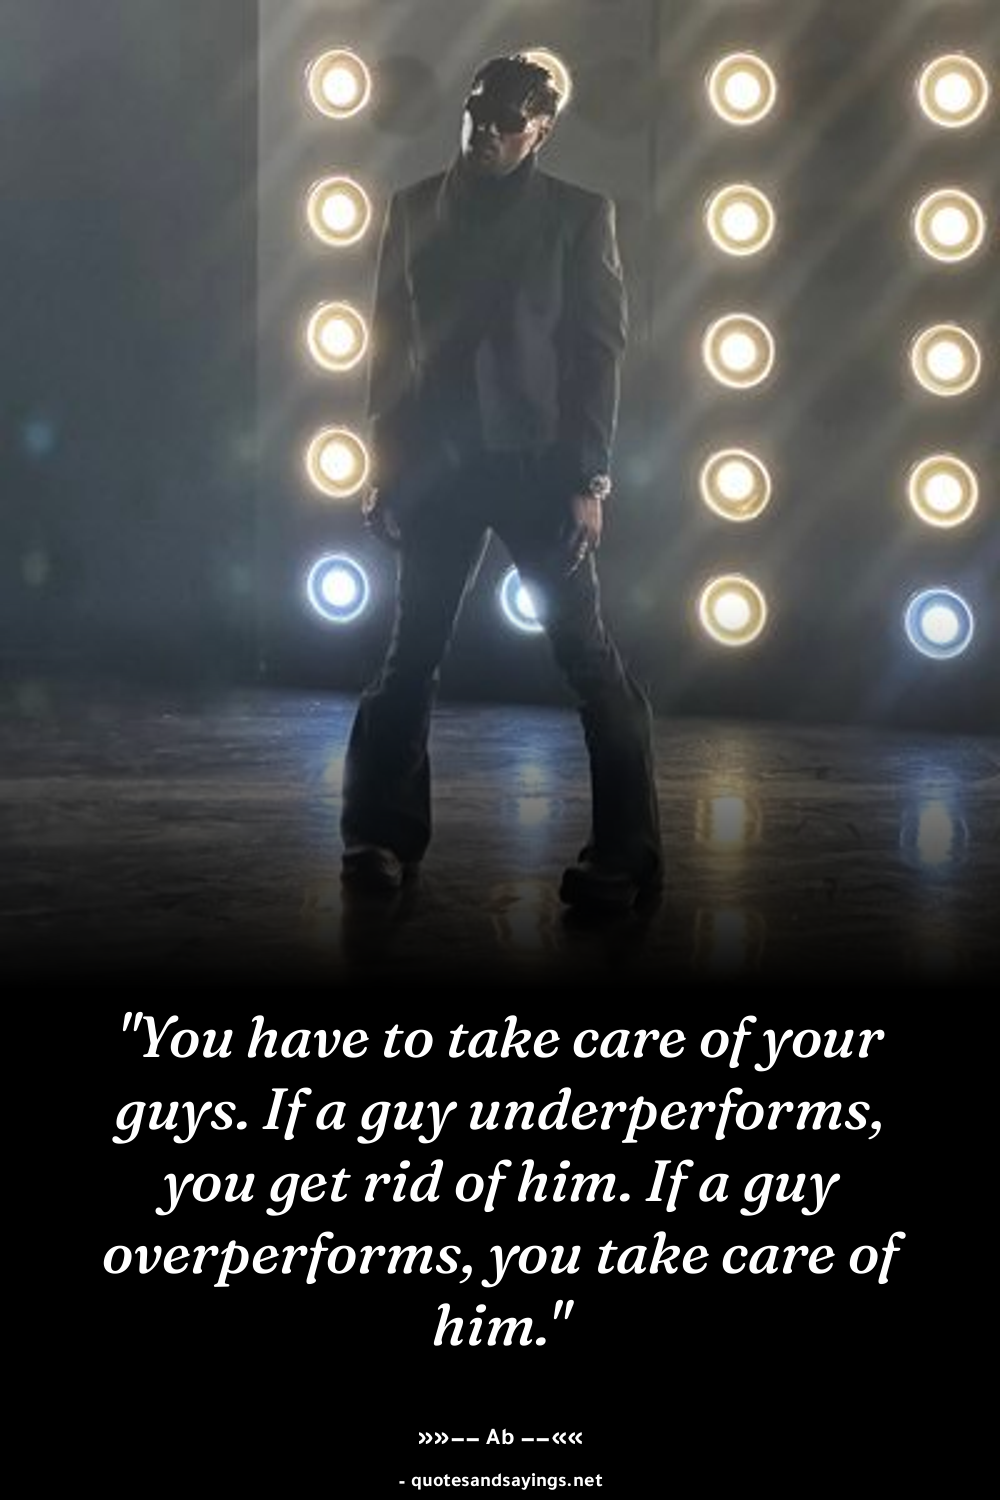 "You have to take care of your
guys. If a guy underperforms,
you get rid of him. If a guy
overperforms, you take care of
him."
»»−− Ab −−««
- quotesandsayings.net